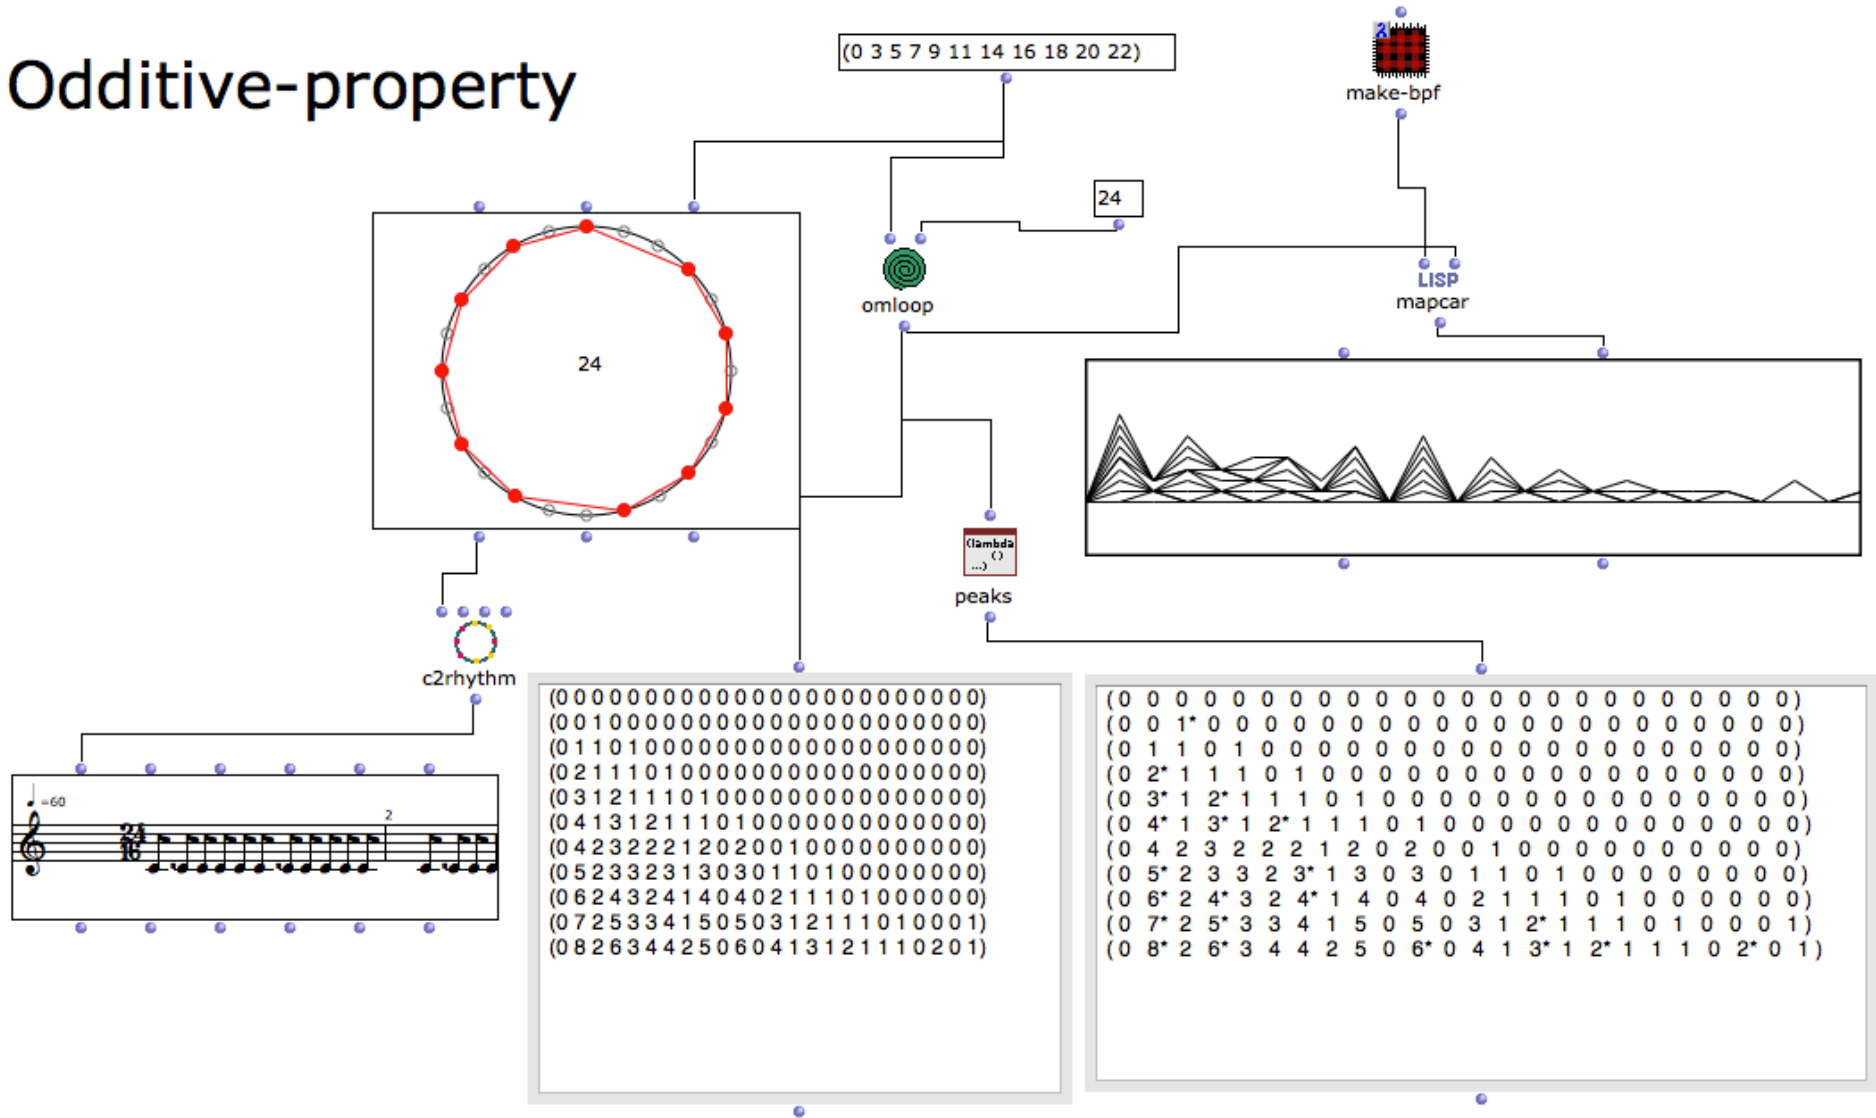 Odditive-property
(0 3 5 7 9 11 14 16 18 20 22)
make-bpf
24
omloop
LISP
mapcar
24
(lambda
()
...)
peaks
c2rhythm
=60
24
16
2
(0 0 0 0 0 0 0 0 0 0 0 0 0 0 0 0 0 0 0 0 0 0 0 0)
(0 0 1 0 0 0 0 0 0 0 0 0 0 0 0 0 0 0 0 0 0 0 0 0)
(0 1 1 0 1 0 0 0 0 0 0 0 0 0 0 0 0 0 0 0 0 0 0 0)
(0 2 1 1 1 0 1 0 0 0 0 0 0 0 0 0 0 0 0 0 0 0 0 0)
(0 3 1 2 1 1 1 0 1 0 0 0 0 0 0 0 0 0 0 0 0 0 0 0)
(0 4 1 3 1 2 1 1 1 0 1 0 0 0 0 0 0 0 0 0 0 0 0 0)
(0 4 2 3 2 2 2 1 2 0 2 0 0 1 0 0 0 0 0 0 0 0 0 0)
(0 5 2 3 3 2 3 1 3 0 3 0 1 1 0 1 0 0 0 0 0 0 0 0)
(0 6 2 4 3 2 4 1 4 0 4 0 2 1 1 1 0 1 0 0 0 0 0 0)
(0 7 2 5 3 3 4 1 5 0 5 0 3 1 2 1 1 1 0 1 0 0 0 1)
(0 8 2 6 3 4 4 2 5 0 6 0 4 1 3 1 2 1 1 1 0 2 0 1)
(0 0 0 0 0 0 0 0 0 0 0 0 0 0 0 0 0 0 0 0 0 0 0 0)
(0 0 1* 0 0 0 0 0 0 0 0 0 0 0 0 0 0 0 0 0 0 0 0 0)
(0 1 1 0 1 0 0 0 0 0 0 0 0 0 0 0 0 0 0 0 0 0 0 0)
(0 2* 1 1 1 0 1 0 0 0 0 0 0 0 0 0 0 0 0 0 0 0 0 0)
(0 3* 1 2* 1 1 1 0 1 0 0 0 0 0 0 0 0 0 0 0 0 0 0 0)
(0 4* 1 3* 1 2* 1 1 1 0 1 0 0 0 0 0 0 0 0 0 0 0 0 0)
(0 4 2 3 2 2 2 1 2 0 2 0 0 1 0 0 0 0 0 0 0 0 0 0)
(0 5* 2 3 3 2 3* 1 3 0 3 0 1 1 0 1 0 0 0 0 0 0 0 0)
(0 6* 2 4* 3 2 4* 1 4 0 4 0 2 1 1 1 0 1 0 0 0 0 0 0)
(0 7* 2 5* 3 3 4 1 5 0 5 0 3 1 2* 1 1 1 0 1 0 0 0 1)
(0 8* 2 6* 3 4 4 2 5 0 6* 0 4 1 3* 1 2* 1 1 1 0 2* 0 1)